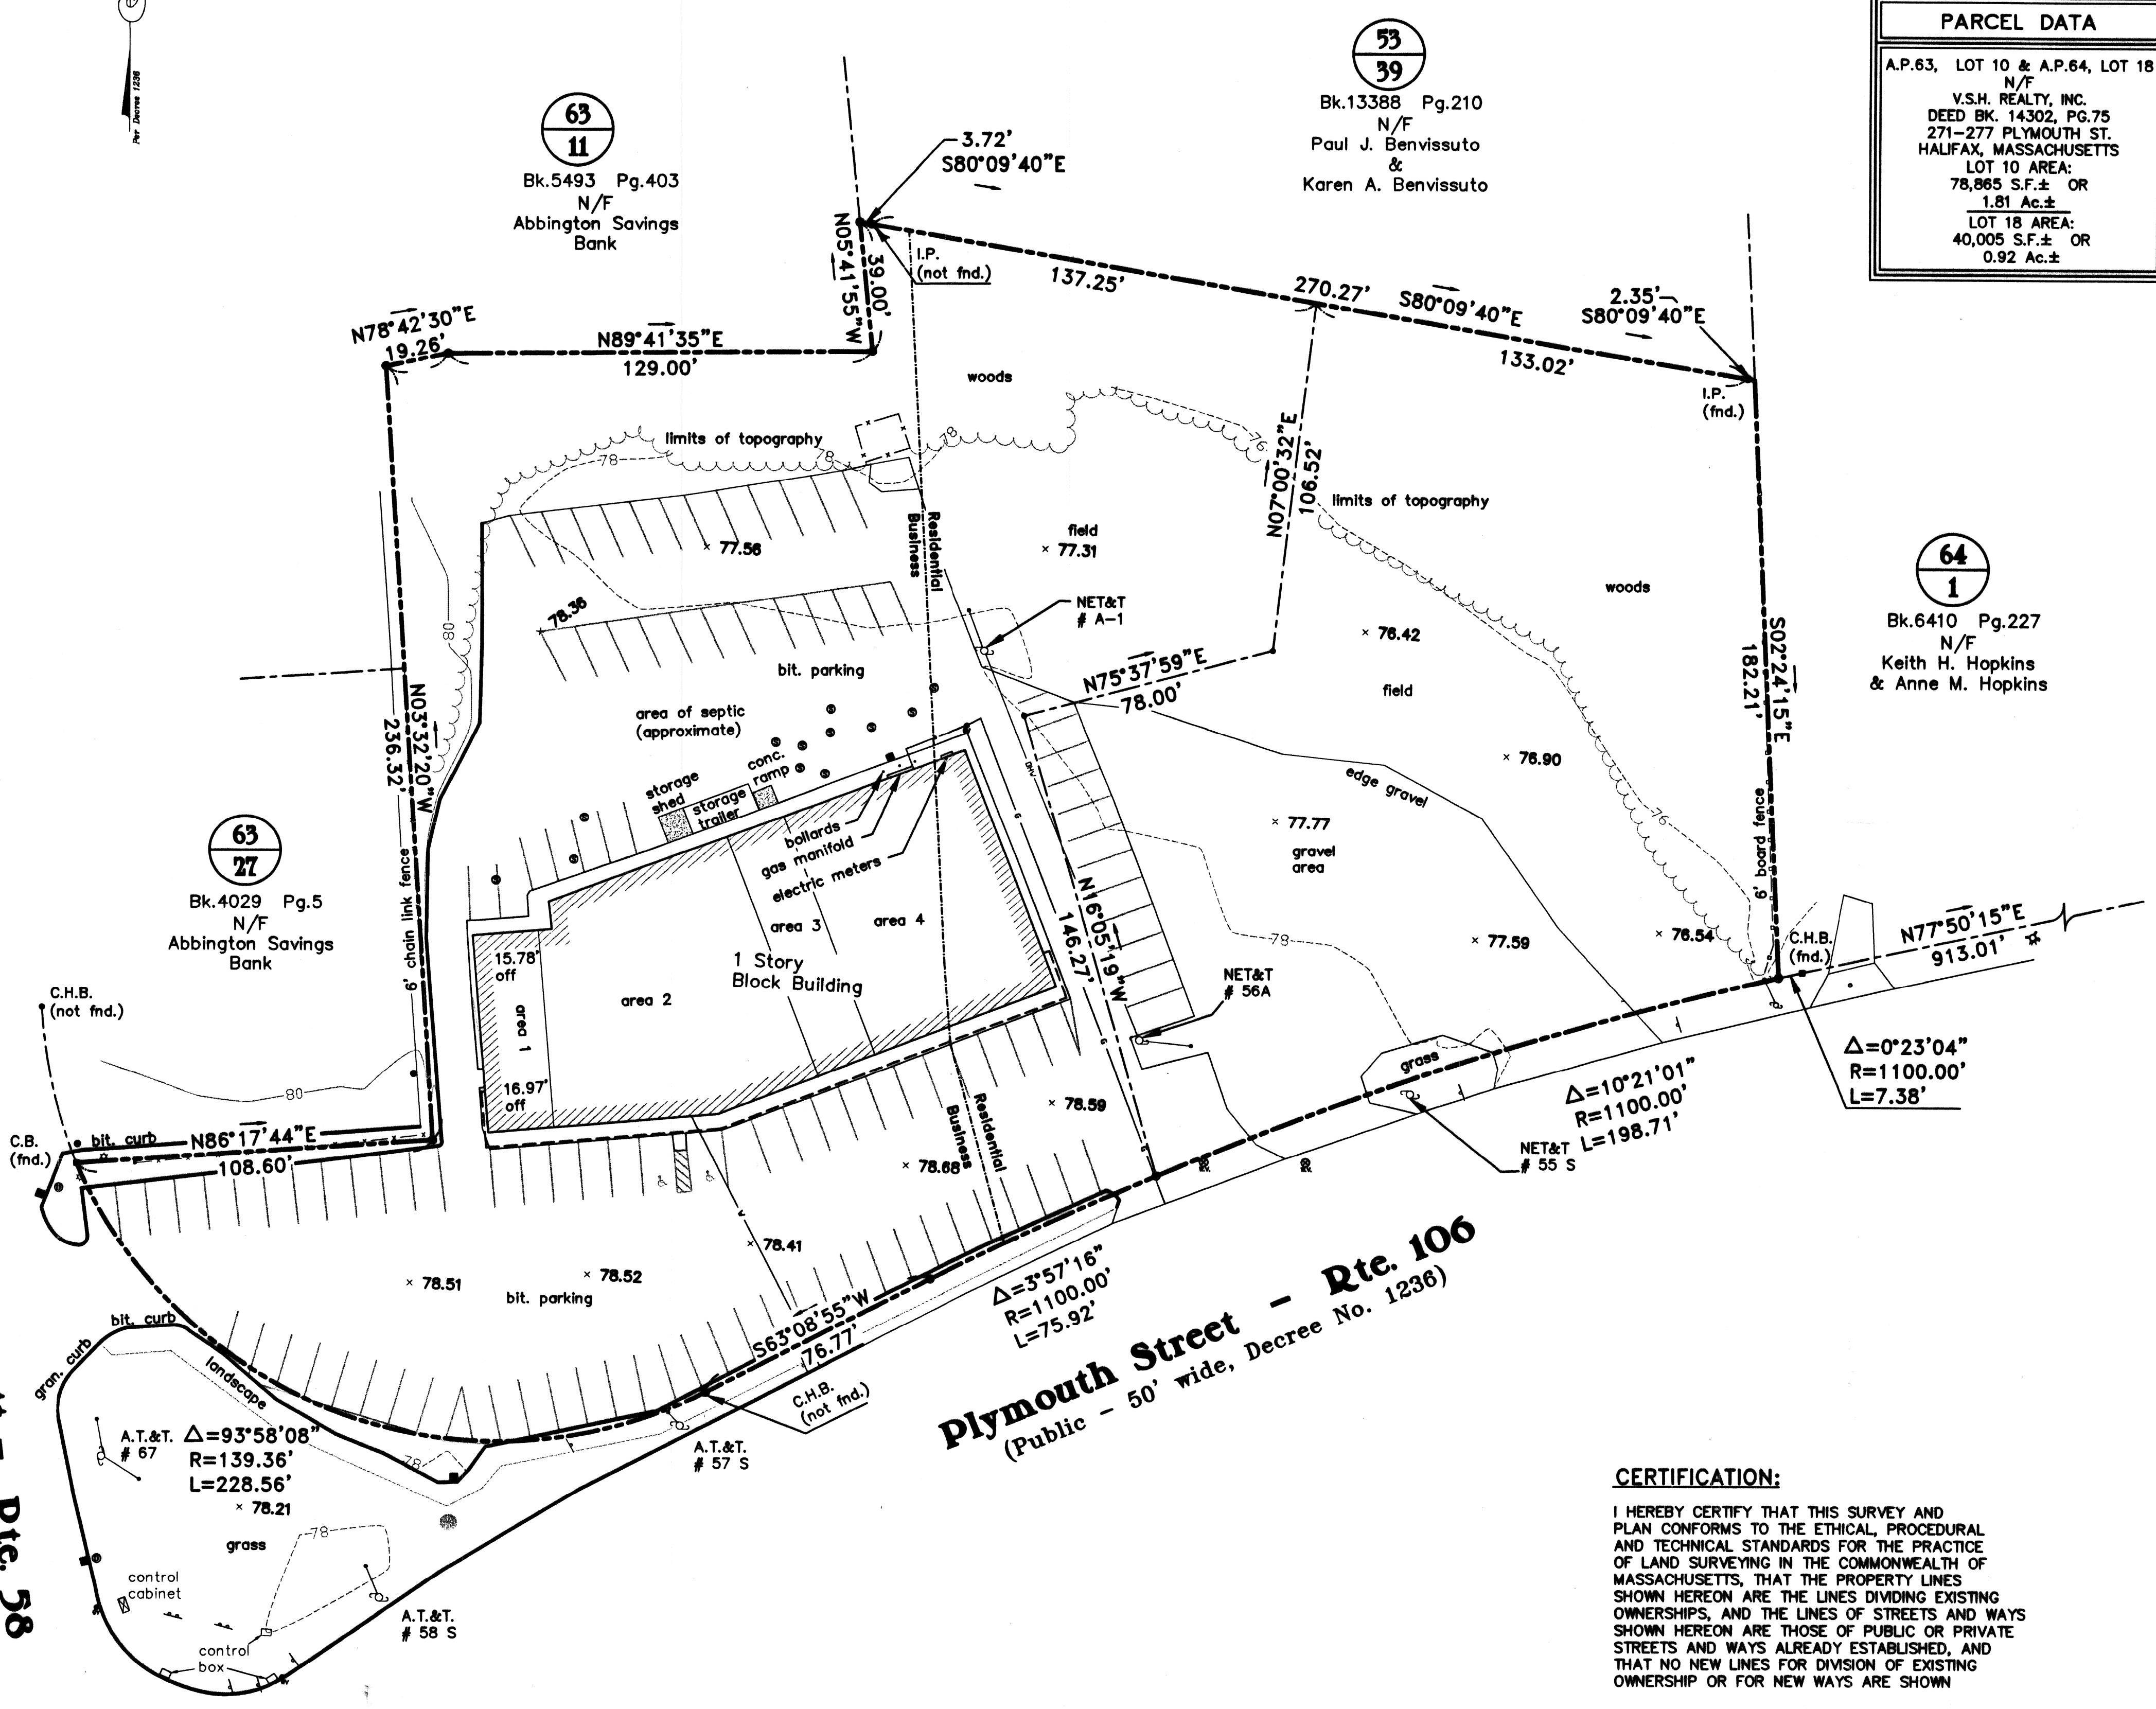 Per Decree 1236
63
11
Bk.5493 Pg.403
N/F
Abbington Savings
Bank
53
39
Bk.13388 Pg.210
N/F
Paul J. Benvissuto
&
Karen A. Benvissuto
PARCEL DATA
A.P.63, LOT 10 & A.P.64, LOT 18
N/F
V.S.H. REALTY, INC.
DEED BK. 14302, PG.75
271-277 PLYMOUTH ST.
HALIFAX, MASSACHUSETTS
LOT 10 AREA:
78,865 S.F.± OR
1.81 Ac.±
LOT 18 AREA:
40,005 S.F.± OR
0.92 Ac.±
3.72'
S80°09'40"E
N05°41'55"W
39.00'
I.P.
(not fnd.)
137.25'
270.27'
S80°09'40"E
2.35'
S80°09'40"E
133.02'
I.P.
(fnd.)
N78°42'30"E
19.26'
N89°41'35"E
129.00'
woods
limits of topography
78
78
78
76
N07°00'32"E
106.52'
limits of topography
Residential
Business
77.56
field
77.31
78.36
NET&T
# A-1
76.42
woods
64
1
Bk.6410 Pg.227
N/F
Keith H. Hopkins
& Anne M. Hopkins
80
bit. parking
N75°37'59"E
78.00'
field
S02°24'15"E
182.21'
area of septic
(approximate)
N03°32'20"W
236.32'
76.90
edge gravel
conc.
ramp
storage
shed
storage
trailer
bollards
gas manifold
electric meters
OHW
G
77.77
gravel
area
76
6' board fence
63
27
Bk.4029 Pg.5
N/F
Abbington Savings
Bank
6' chain link fence
area 3
area 4
1 Story
Block Building
15.78'
off
area 2
area 1
16.97'
off
N16°05'19"W
146.27'
78
77.59
76.54
C.H.B.
(fnd.)
N77°50'15"E
913.01'
C.H.B.
(not fnd.)
NET&T
# 56A
grass
Δ=0°23'04"
R=1100.00'
L=7.38'
Δ=10°21'01"
R=1100.00'
L=198.71'
NET&T
# 55 S
80
C.B.
(fnd.)
bit. curb
N86°17'44"E
108.60'
78.59
Residential
Business
78.68
78.41
78.51
78.52
bit. parking
S63°08'55"W
76.77'
Δ=3°57'16"
R=1100.00'
L=75.92'
Plymouth Street - Rte. 106
(Public - 50' wide, Decree No. 1236)
bit. curb
gran. curb
landscape
C.H.B.
(not fnd.)
A.T.&T.
# 67
Δ=93°58'08"
R=139.36'
L=228.56'
78
A.T.&T.
# 57 S
78.21
grass
78
control
cabinet
A.T.&T.
# 58 S
control
box
Rte. 58
CERTIFICATION:
I HEREBY CERTIFY THAT THIS SURVEY AND
PLAN CONFORMS TO THE ETHICAL, PROCEDURAL
AND TECHNICAL STANDARDS FOR THE PRACTICE
OF LAND SURVEYING IN THE COMMONWEALTH OF
MASSACHUSETTS, THAT THE PROPERTY LINES
SHOWN HEREON ARE THE LINES DIVIDING EXISTING
OWNERSHIPS, AND THE LINES OF STREETS AND WAYS
SHOWN HEREON ARE THOSE OF PUBLIC OR PRIVATE
STREETS AND WAYS ALREADY ESTABLISHED, AND
THAT NO NEW LINES FOR DIVISION OF EXISTING
OWNERSHIP OR FOR NEW WAYS ARE SHOWN